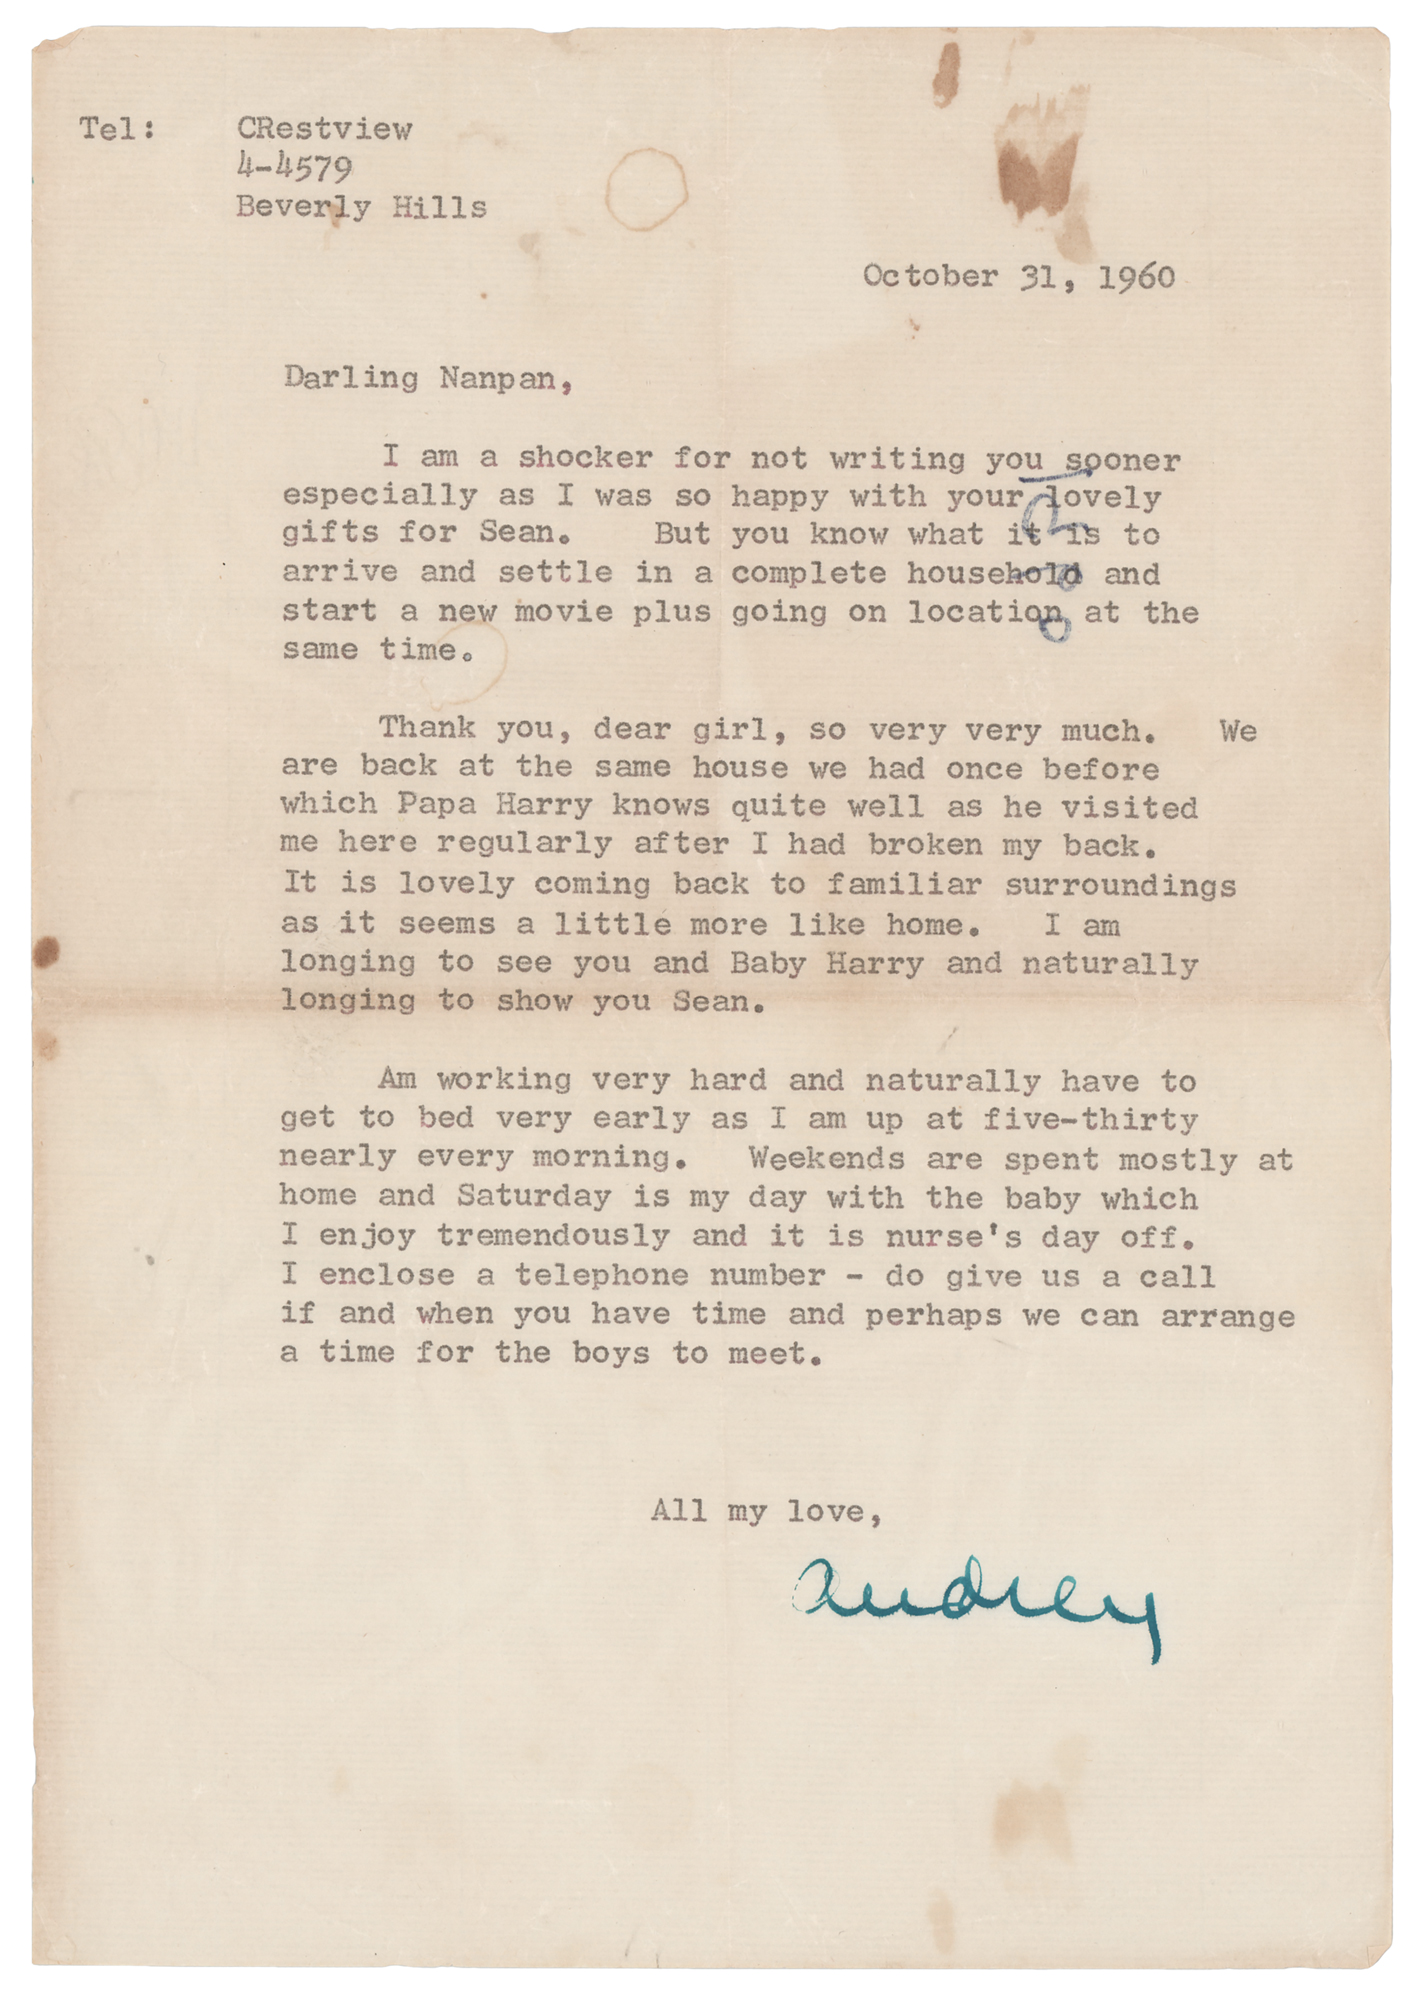 Tel: CRestview
4-4579
Beverly Hills
October 31, 1960
Darling Nanpan,
I am a shocker for not writing you sooner
especially as I was so happy with your lovely
gifts for Sean. But you know what it is to
arrive and settle in a complete household and
start a new movie plus going on location at the
same time.
Thank you, dear girl, so very very much. We
are back at the same house we had once before
which Papa Harry knows quite well as he visited
me here regularly after I had broken my back.
It is lovely coming back to familiar surroundings
as it seems a little more like home. I am
longing to see you and Baby Harry and naturally
longing to show you Sean.
Am working very hard and naturally have to
get to bed very early as I am up at five-thirty
nearly every morning. Weekends are spent mostly at
home and Saturday is my day with the baby which
I enjoy tremendously and it is nurse's day off.
I enclose a telephone number - do give us a call
if and when you have time and perhaps we can arrange
a time for the boys to meet.
All my love,
Audrey